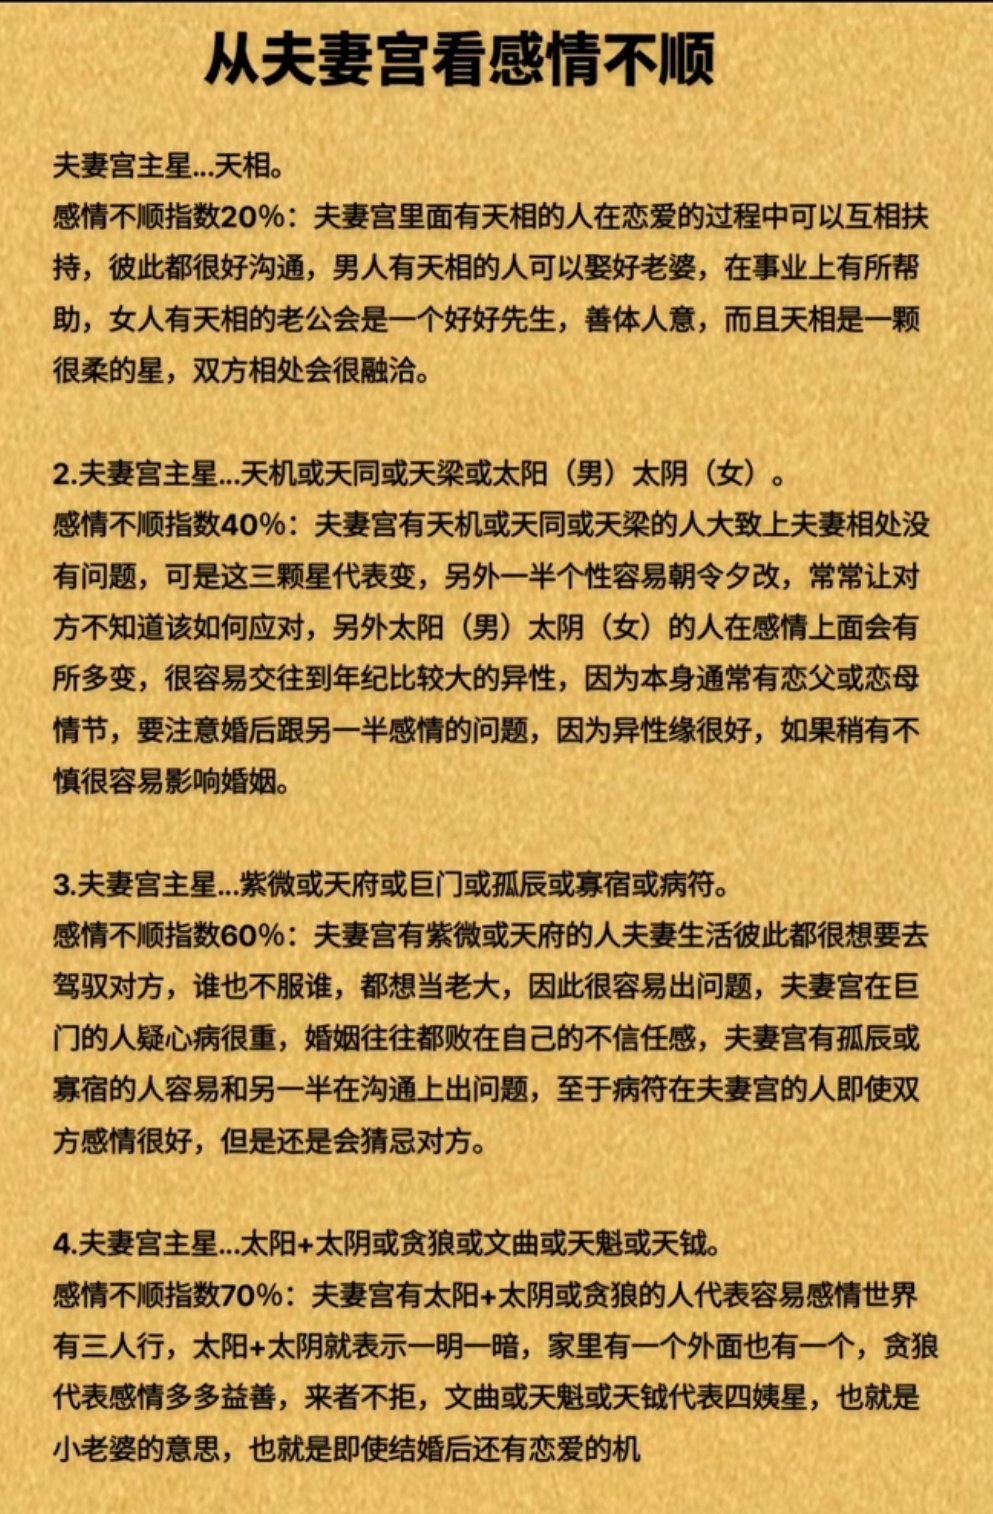 从夫妻宫看感情不顺
夫妻宫主星...天相。
感情不顺指数20%：夫妻宫里面有天相的人在恋爱的过程中可以互相扶
持，彼此都很好沟通，男人有天相的人可以娶好老婆，在事业上有所帮
助，女人有天相的老公会是一个好好先生，善体人意，而且天相是一颗
很柔的星，双方相处会很融洽。
2.夫妻宫主星...天机或天同或天梁或太阳（男）太阴（女）。
感情不顺指数40%：夫妻宫有天机或天同或天梁的人大致上夫妻相处没
有问题，可是这三颗星代表变，另外一半个性容易朝令夕改，常常让对
方不知道该如何应对，另外太阳（男）太阴（女）的人在感情上面会有
所多变，很容易交往到年纪比较大的异性，因为本身通常有恋父或恋母
情节，要注意婚后跟另一半感情的问题，因为异性缘很好，如果稍有不
慎很容易影响婚姻。
3.夫妻宫主星...紫微或天府或巨门或孤辰或寡宿或病符。
感情不顺指数60%：夫妻宫有紫微或天府的人夫妻生活彼此都很想要去
驾驭对方，谁也不服谁，都想当老大，因此很容易出问题，夫妻宫在巨
门的人疑心病很重，婚姻往往都败在自己的不信任感，夫妻宫有孤辰或
寡宿的人容易和另一半在沟通上出问题，至于病符在夫妻宫的人即使双
方感情很好，但是还是会猜忌对方。
4.夫妻宫主星...太阳+太阴或贪狼或文曲或天魁或天钺。
感情不顺指数70%：夫妻宫有太阳+太阴或贪狼的人代表容易感情世界
有三人行，太阳+太阴就表示一明一暗，家里有一个外面也有一个，贪狼
代表感情多多益善，来者不拒，文曲或天魁或天钺代表四姨星，也就是
小老婆的意思，也就是即使结婚后还有恋爱的机